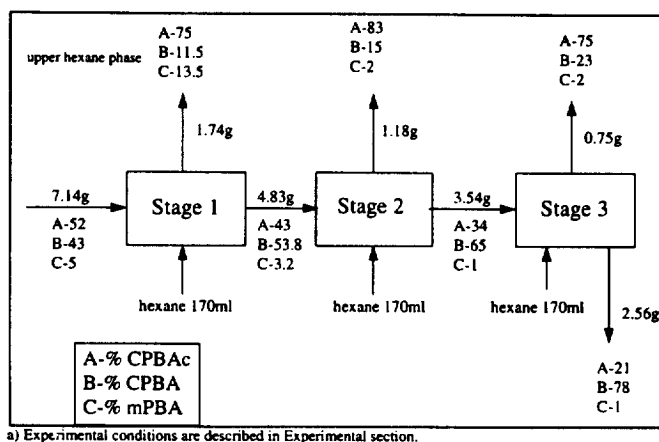 upper hexane phase
A-75
B-11.5
C-13.5
A-83
B-15
C-2
A-75
B-23
C-2
1.74g
1.18g
0.75g
7.14g
Stage 1
4.83g
Stage 2
3.54g
Stage 3
A-52
B-43
C-5
A-43
B-53.8
C-3.2
A-34
B-65
C-1
hexane 170ml
hexane 170ml
hexane 170ml
2.56g
A-21
B-78
C-1
A-% CPBAc
B-% CPBA
C-% mPBA
a) Experimental conditions are described in Experimental section.